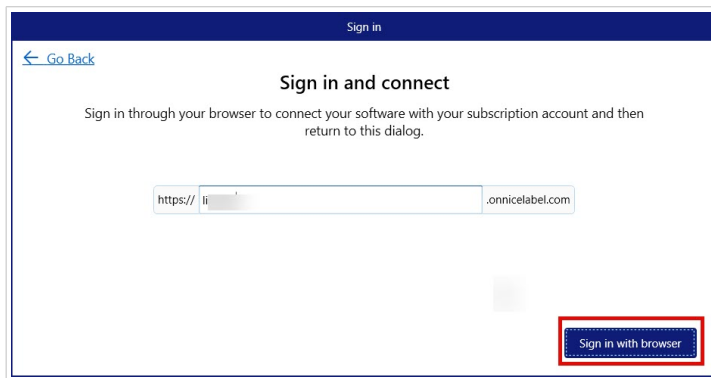 Sign in
Go Back
Sign in and connect
Sign in through your browser to connect your software with your subscription account and then
return to this dialog.
https:// li .onnicelabel.com
Sign in with browser